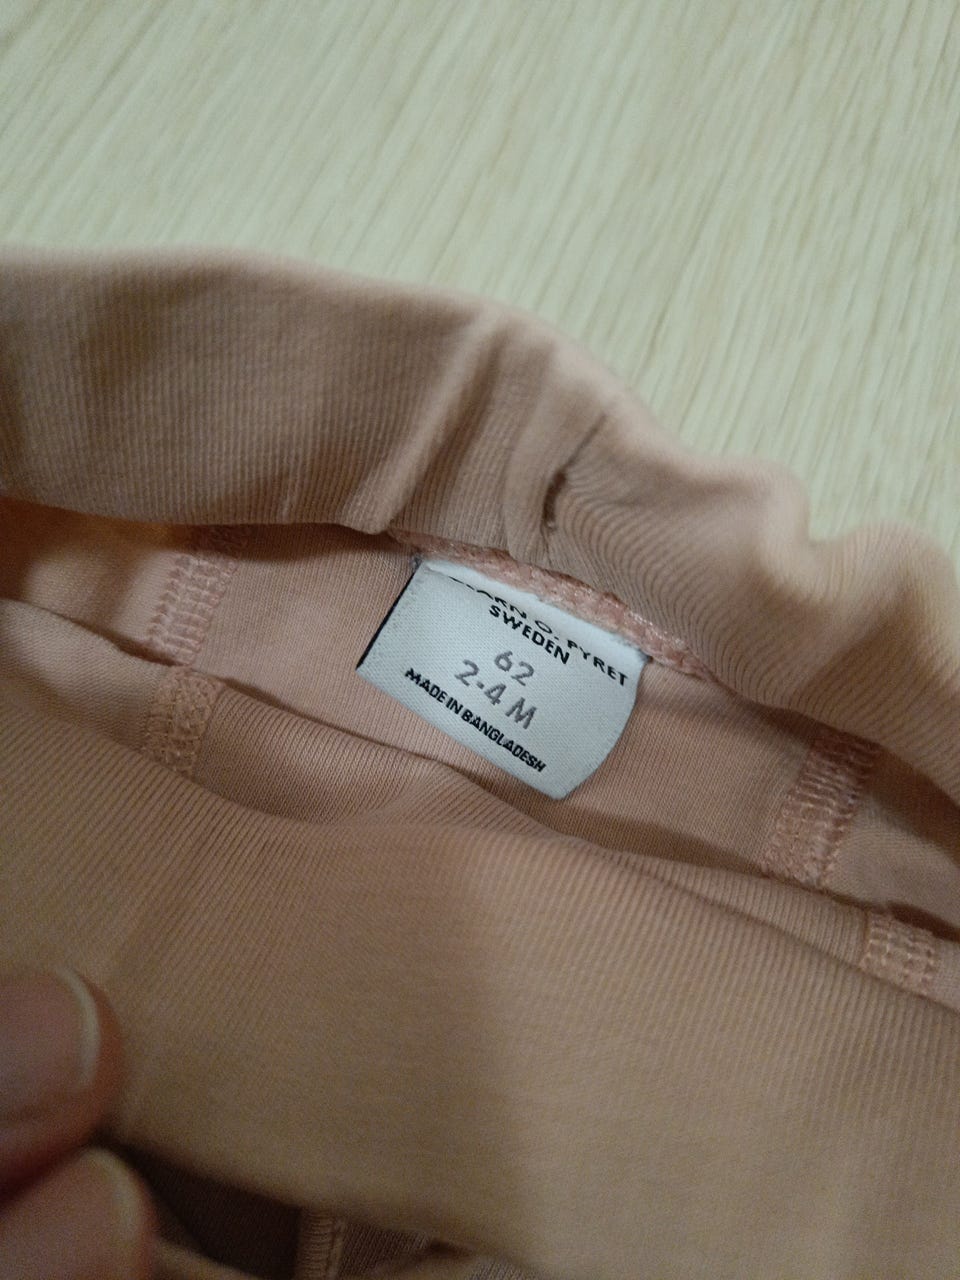 O. PYRET
SWEDEN
62
2-4 M
MADE IN BANGLADESH